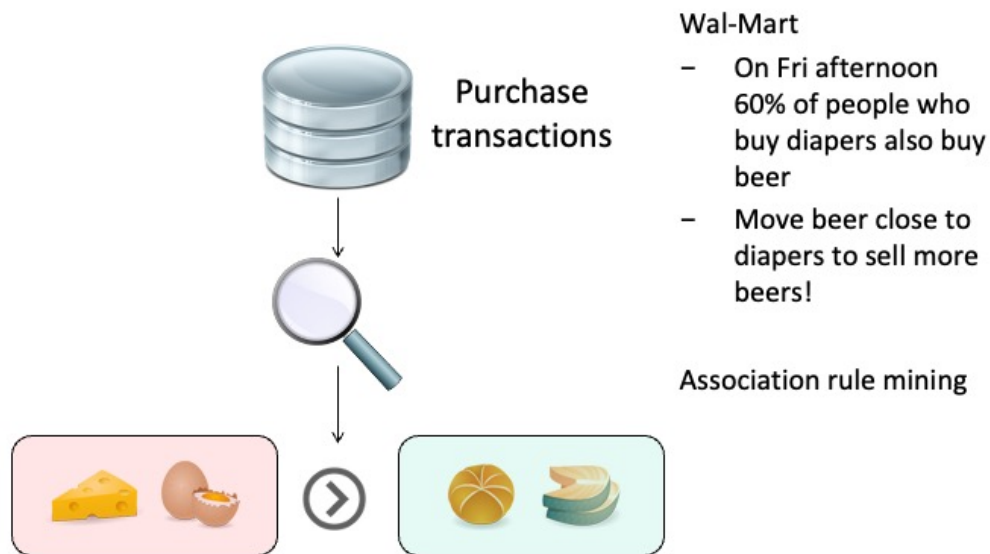 Purchase
transactions
Wal-Mart
– On Fri afternoon
60% of people who
buy diapers also buy
beer
– Move beer close to
diapers to sell more
beers!
Association rule mining